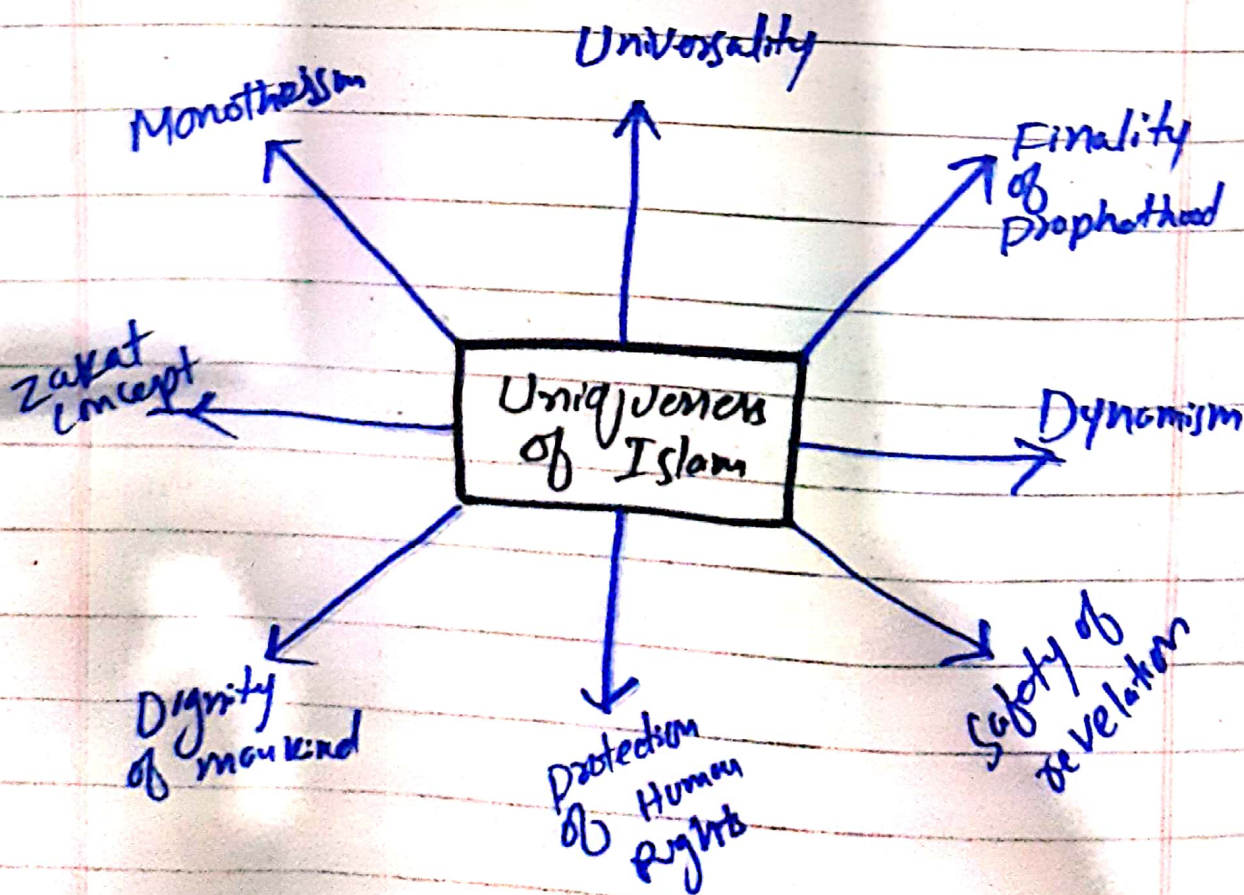 Universality
Monotheism
Finality
of
Prophethood
Zakat
concept
Uniqueness
of Islam
Dynamism
Dignity
of mankind
Protection
of Human
Rights
Safety of
revelation